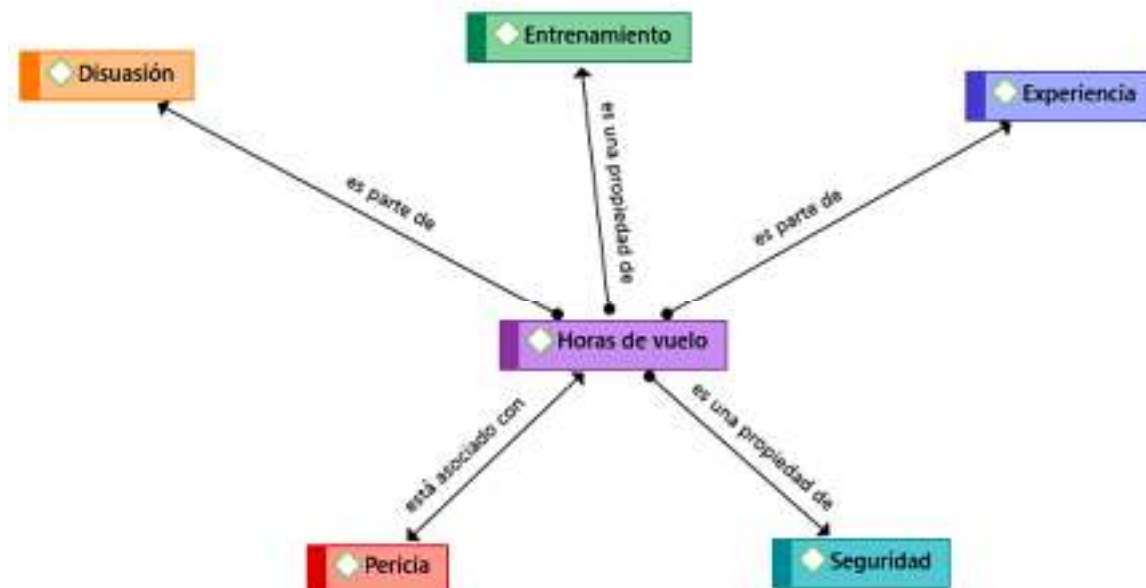 Entrenamiento
Disuasión
Experiencia
es una propiedad de
es parte de
es parte de
Horas de vuelo
está asociado con
es una propiedad de
Pericia
Seguridad